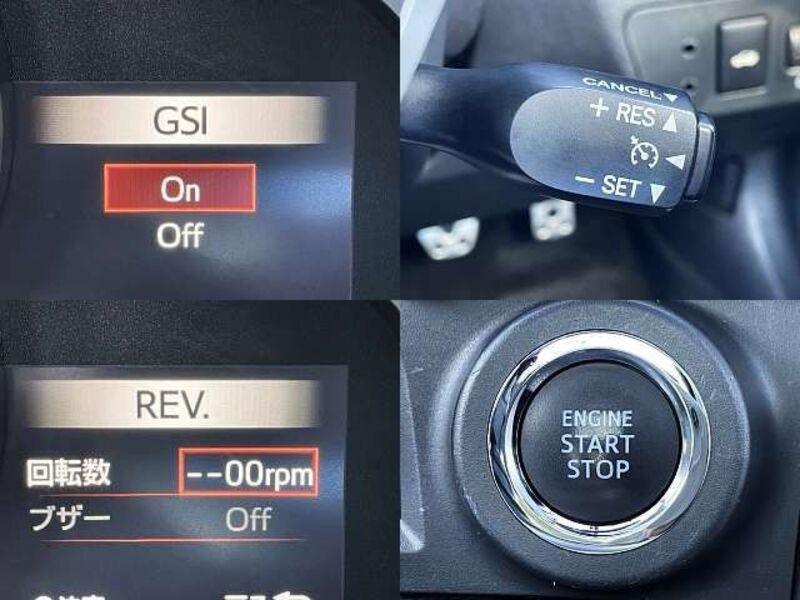 GSI
On
Off
CANCEL▼
+ RES ▲
◀
− SET ▼
REV.
回転数 --00rpm
ブザー Off
ENGINE
START
STOP